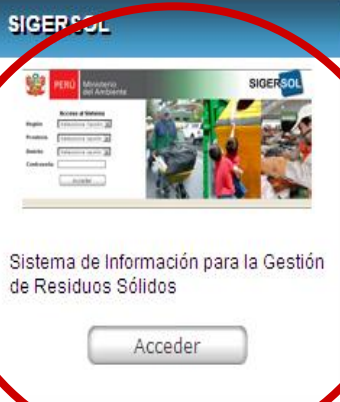 SIGERSOL
PERÚ Ministerio del Ambiente
SIGERSOL
Acceso al Sistema
Región
Provincia
Distrito
Contraseña
Acceder
Sistema de Información para la Gestión
de Residuos Sólidos
Acceder